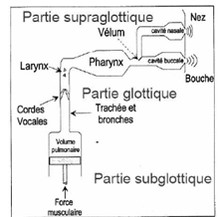 Partie supraglottique
Nez
Vélum
cavité nasale
Larynx
Pharynx
cavité buccale
Bouche
Partie glottique
Cordes
Vocales
Trachée et
bronches
Volume
pulmonaire
Partie subglottique
Force
musculaire